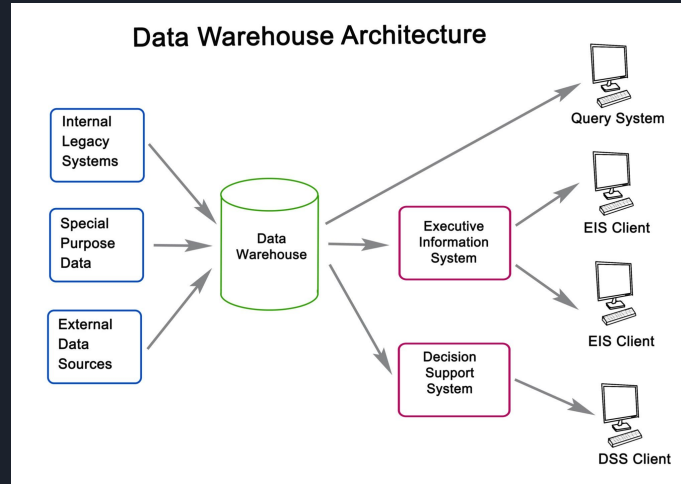 Data Warehouse Architecture
Internal
Legacy
Systems
Special
Purpose
Data
External
Data
Sources
Data
Warehouse
Executive
Information
System
Decision
Support
System
Query System
EIS Client
EIS Client
DSS Client